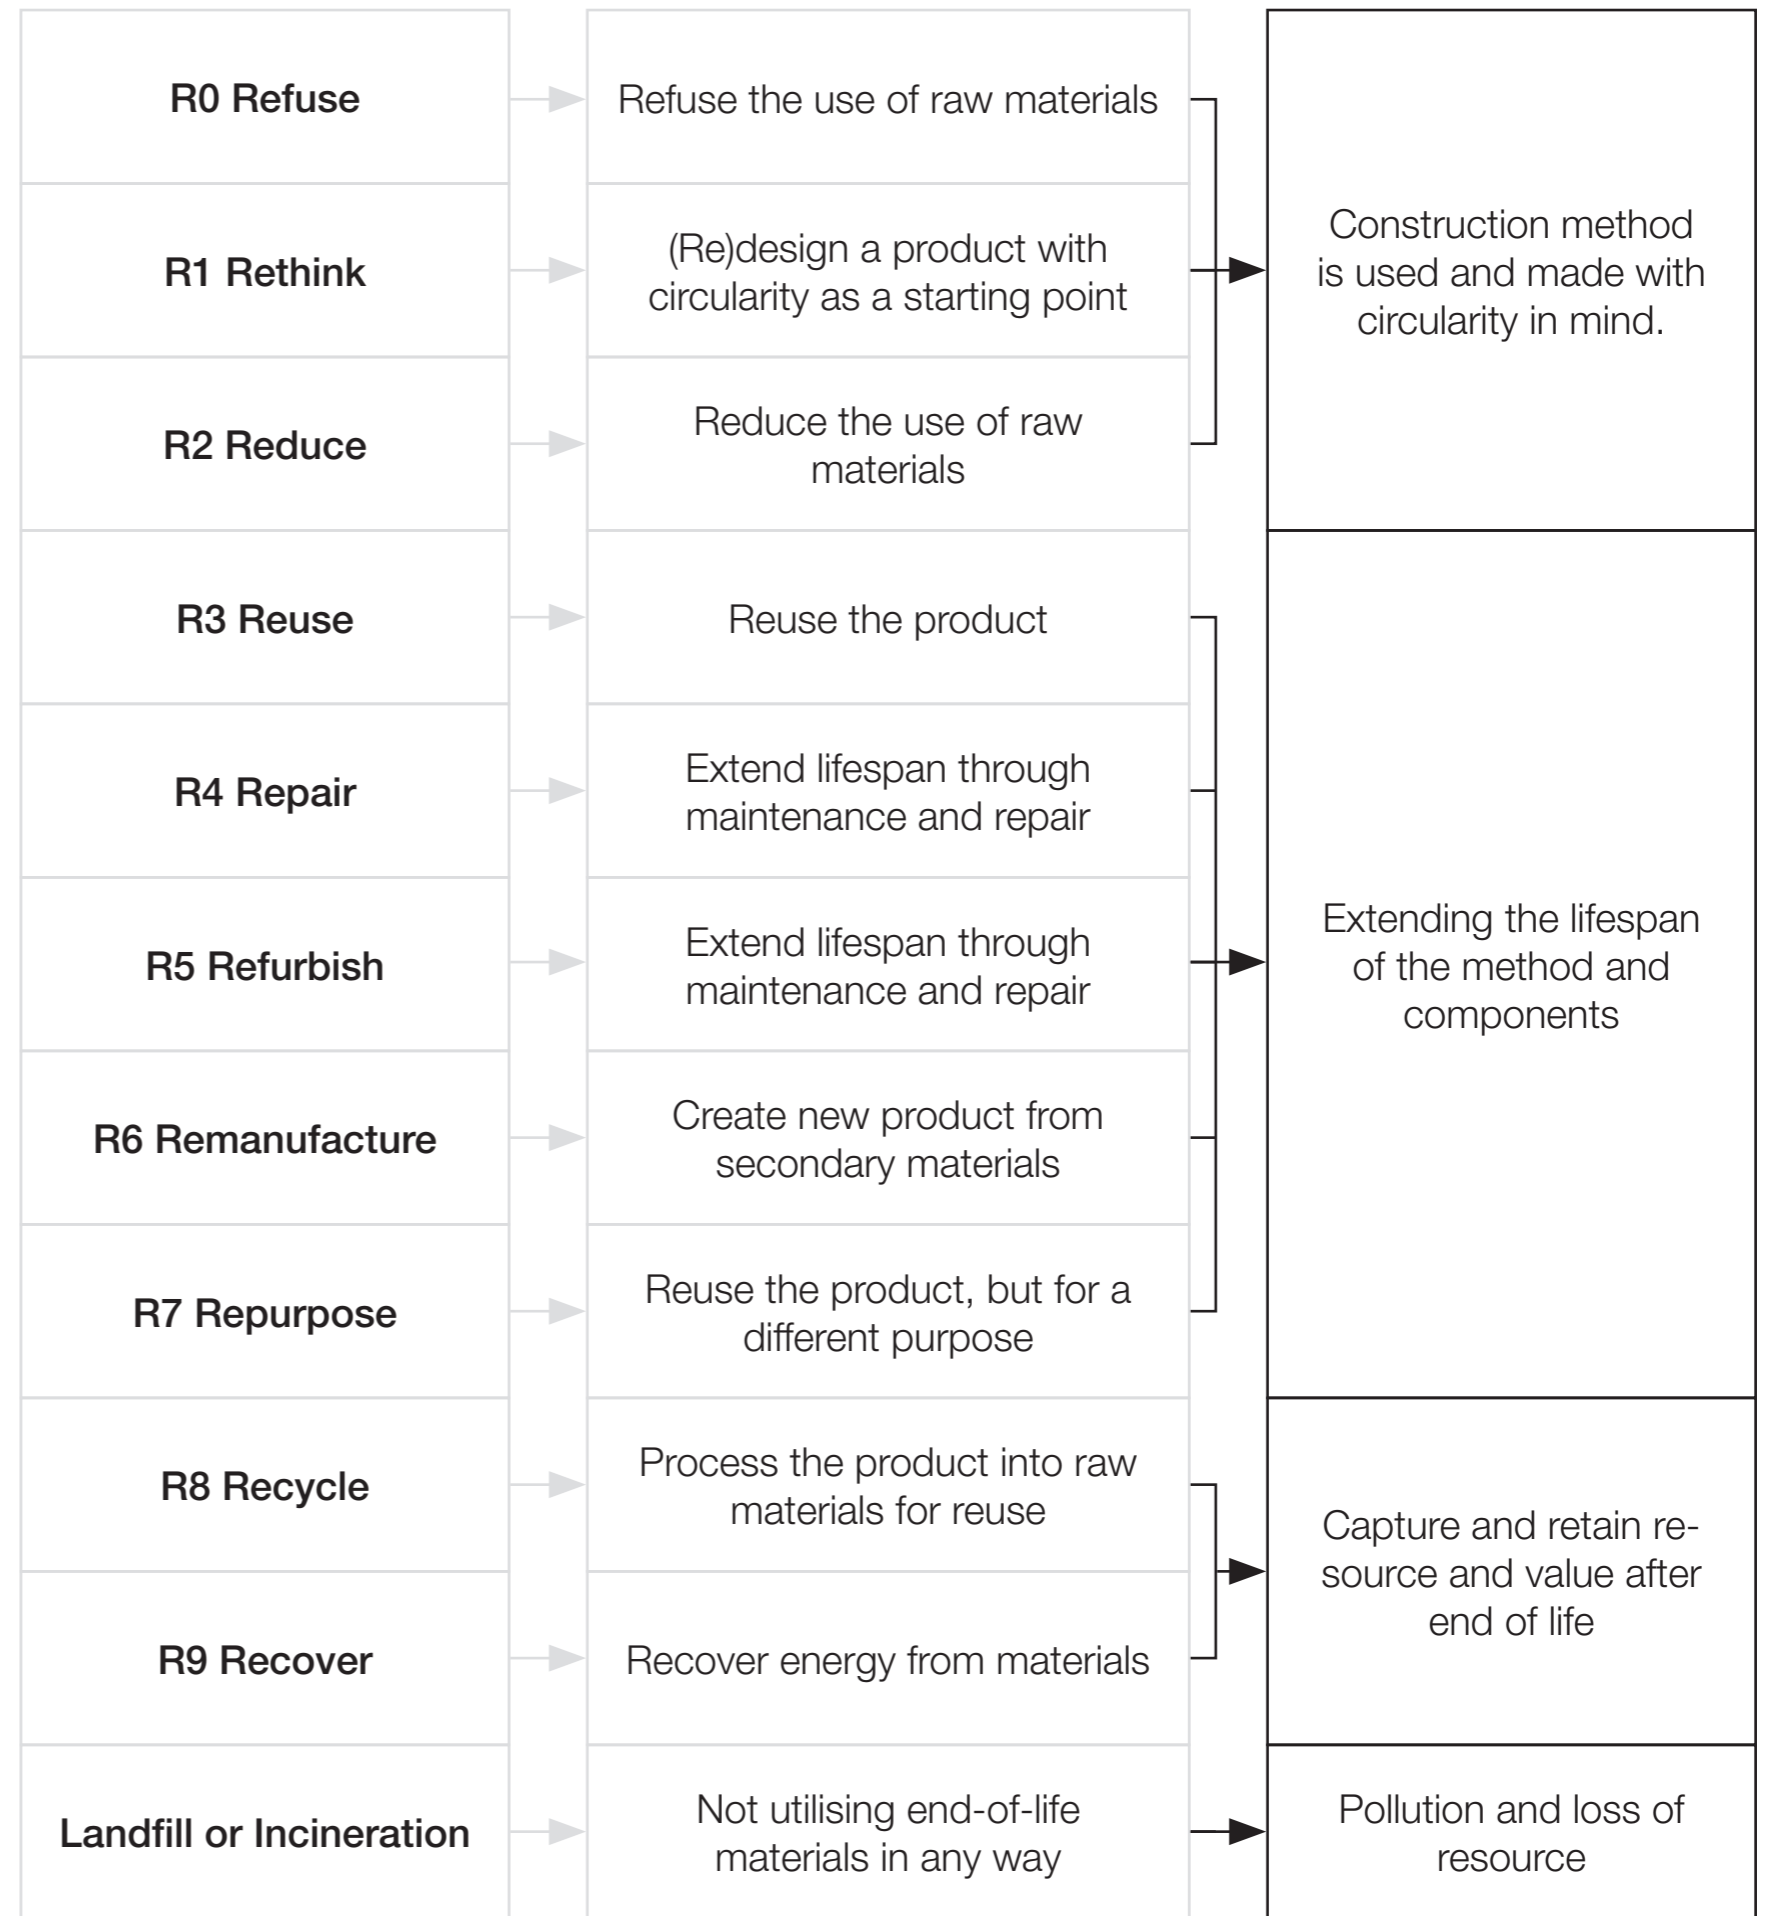 R0 Refuse
Refuse the use of raw materials
R1 Rethink
(Re)design a product with
circularity as a starting point
R2 Reduce
Reduce the use of raw
materials
Construction method
is used and made with
circularity in mind.
R3 Reuse
Reuse the product
R4 Repair
Extend lifespan through
maintenance and repair
R5 Refurbish
Extend lifespan through
maintenance and repair
R6 Remanufacture
Create new product from
secondary materials
R7 Repurpose
Reuse the product, but for a
different purpose
Extending the lifespan
of the method and
components
R8 Recycle
Process the product into raw
materials for reuse
R9 Recover
Recover energy from materials
Capture and retain re-
source and value after
end of life
Landfill or Incineration
Not utilising end-of-life
materials in any way
Pollution and loss of
resource